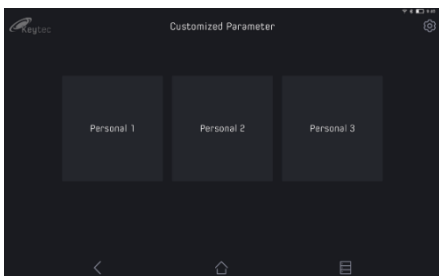 Keytec
Customized Parameter
Personal 1
Personal 2
Personal 3